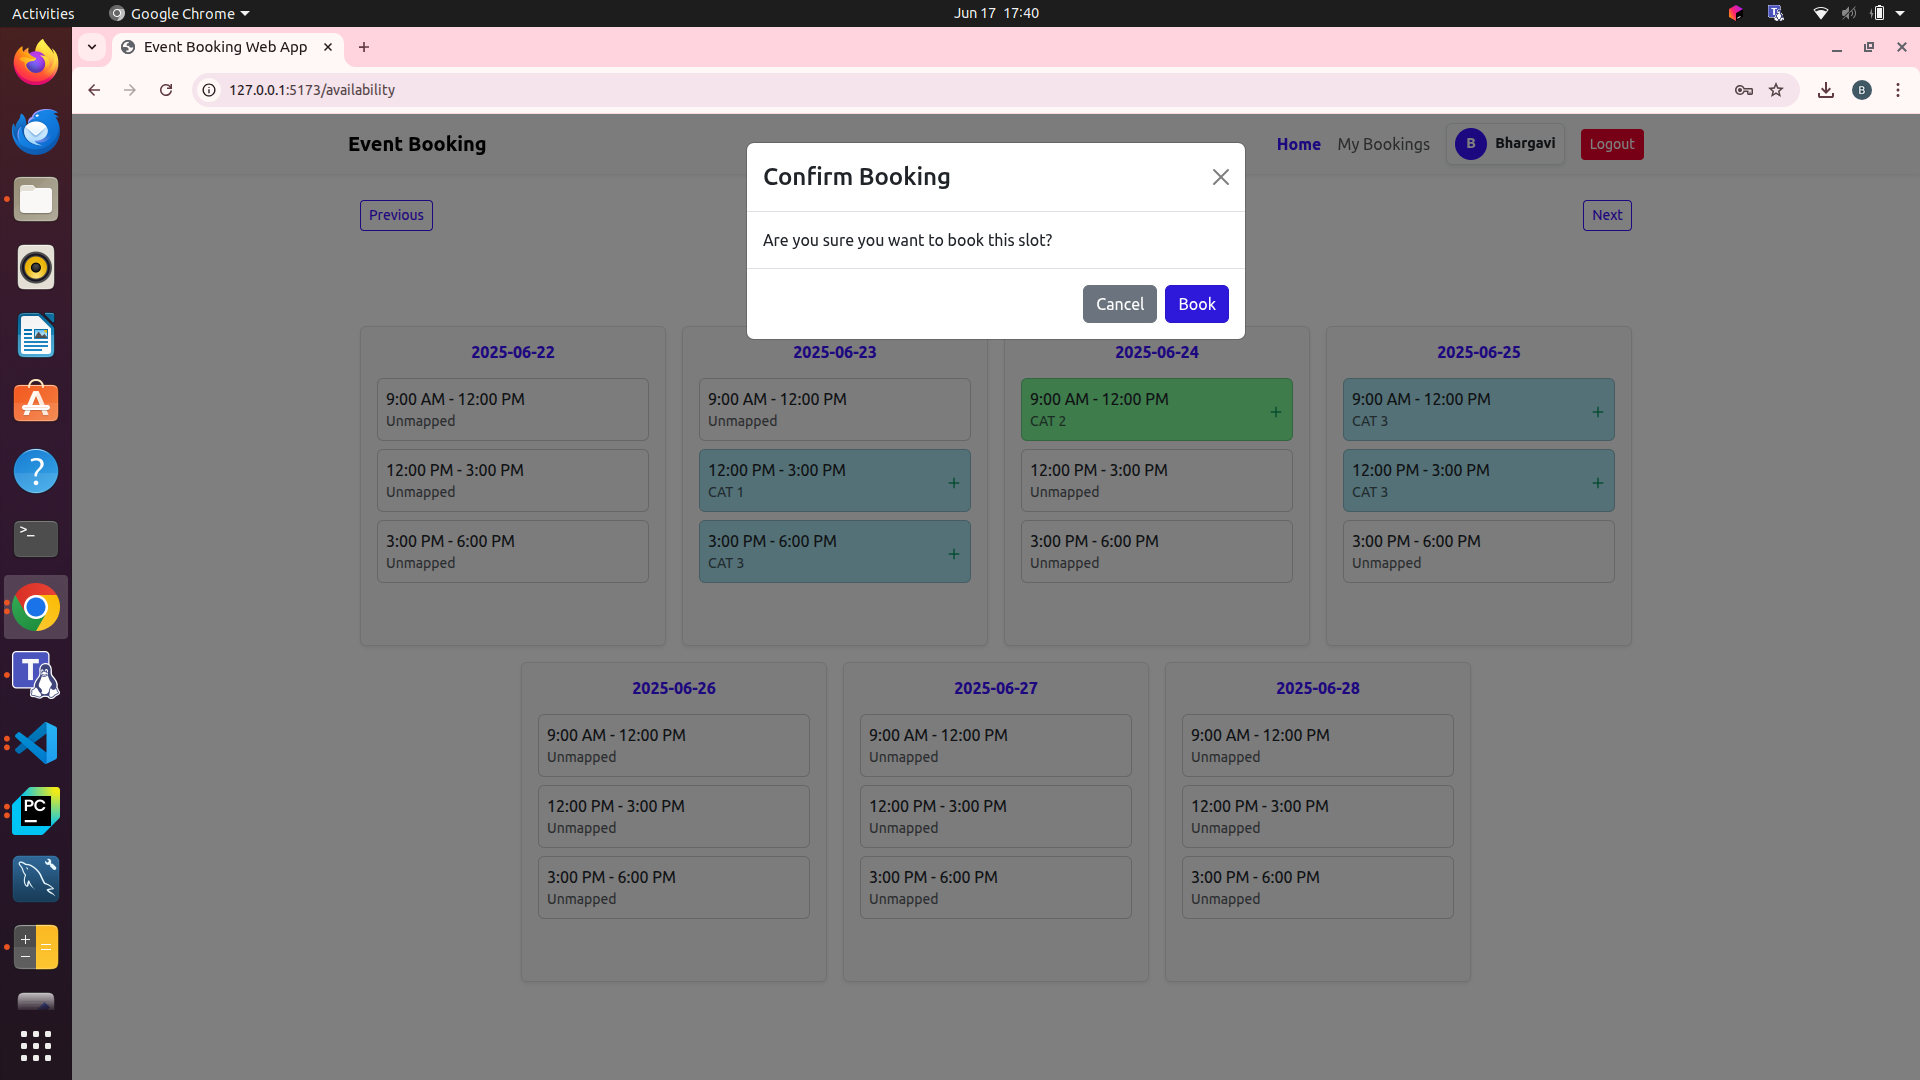 Activities
Google Chrome
Jun 17 17:40
Event Booking Web App
127.0.0.1:5173/availability
B
Event Booking
Home
My Bookings
B
Bhargavi
Logout
Confirm Booking
Are you sure you want to book this slot?
Cancel
Book
Previous
Next
2025-06-22
9:00 AM - 12:00 PM
Unmapped
12:00 PM - 3:00 PM
Unmapped
3:00 PM - 6:00 PM
Unmapped
2025-06-23
9:00 AM - 12:00 PM
Unmapped
12:00 PM - 3:00 PM
CAT 1
+
3:00 PM - 6:00 PM
CAT 3
+
2025-06-24
9:00 AM - 12:00 PM
CAT 2
+
12:00 PM - 3:00 PM
Unmapped
3:00 PM - 6:00 PM
Unmapped
2025-06-25
9:00 AM - 12:00 PM
CAT 3
+
12:00 PM - 3:00 PM
CAT 3
+
3:00 PM - 6:00 PM
Unmapped
2025-06-26
9:00 AM - 12:00 PM
Unmapped
12:00 PM - 3:00 PM
Unmapped
3:00 PM - 6:00 PM
Unmapped
2025-06-27
9:00 AM - 12:00 PM
Unmapped
12:00 PM - 3:00 PM
Unmapped
3:00 PM - 6:00 PM
Unmapped
2025-06-28
9:00 AM - 12:00 PM
Unmapped
12:00 PM - 3:00 PM
Unmapped
3:00 PM - 6:00 PM
Unmapped
T
PC